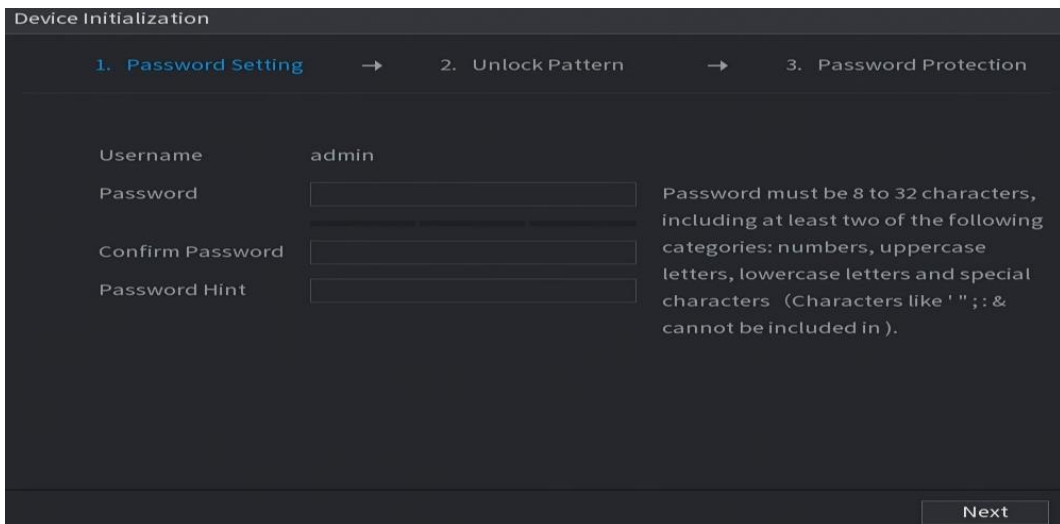 Device Initialization
1. Password Setting → 2. Unlock Pattern → 3. Password Protection
Username admin
Password
Confirm Password
Password Hint
Password must be 8 to 32 characters,
including at least two of the following
categories: numbers, uppercase
letters, lowercase letters and special
characters (Characters like ' " ; : &
cannot be included in ).
Next